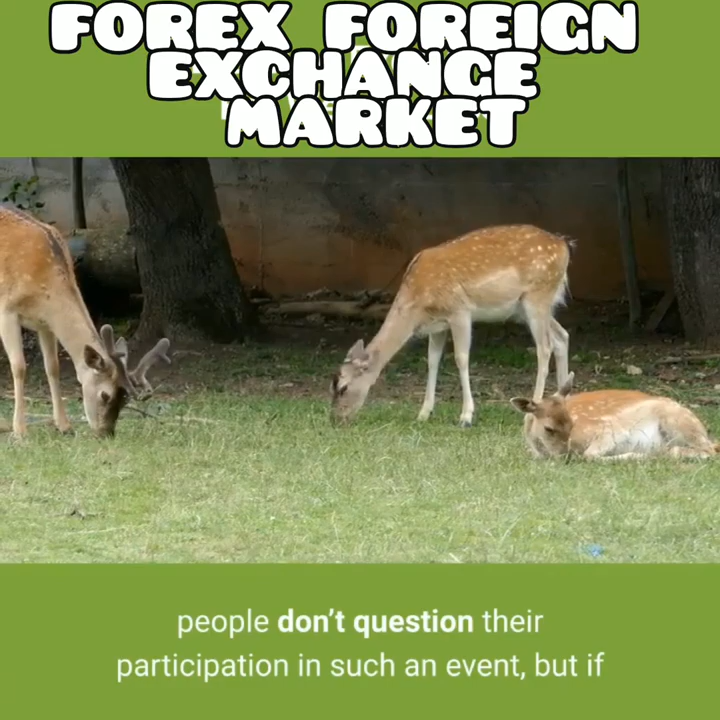 FOREX FOREIGN
EXCHANGE
MARKET
people don't question their
participation in such an event, but if